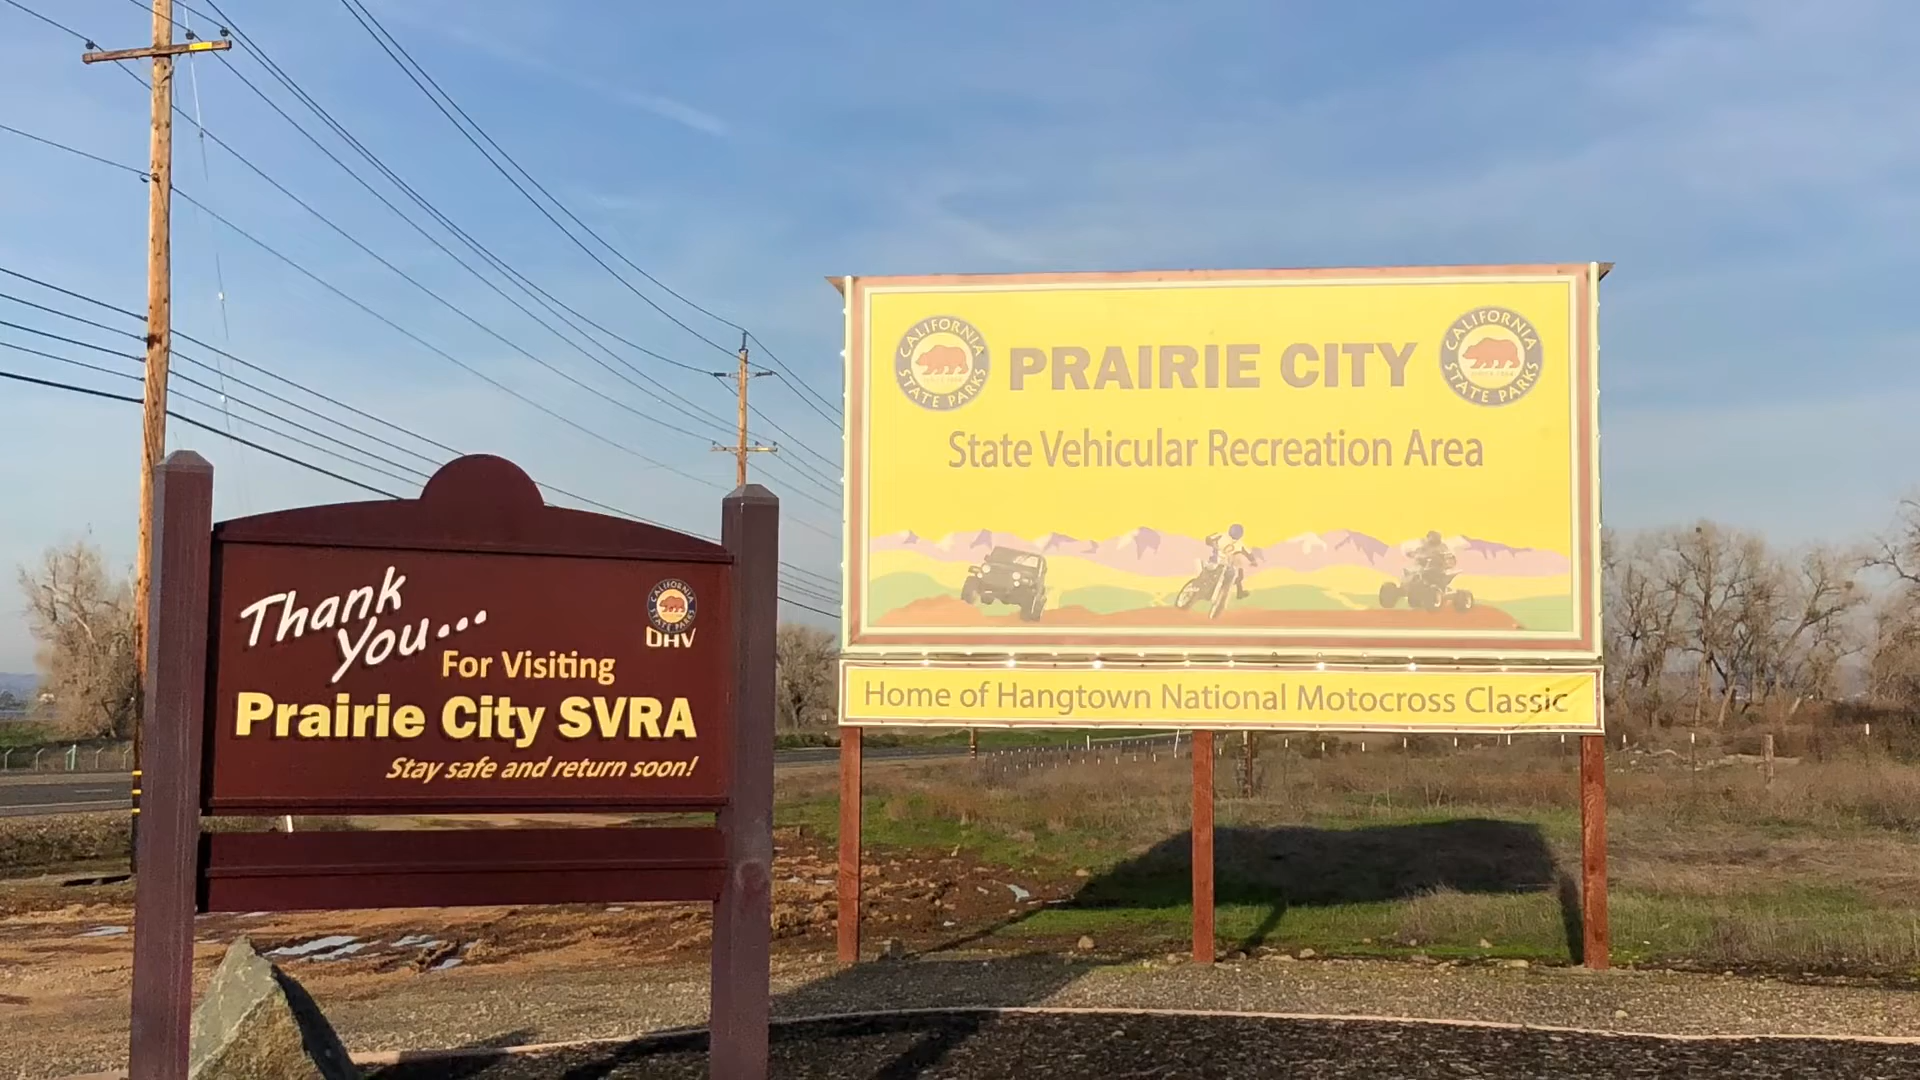 Thank
You...
For Visiting
Prairie City SVRA
Stay safe and return soon!
CALIFORNIA
STATE PARKS
OHV
CALIFORNIA
STATE PARKS
PRAIRIE CITY
CALIFORNIA
STATE PARKS
State Vehicular Recreation Area
Home of Hangtown National Motocross Classic